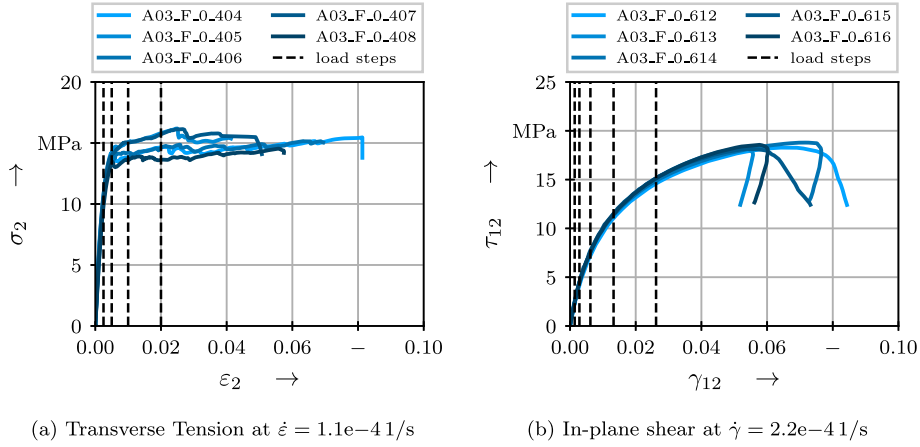 A03_F_0_404
A03_F_0_405
A03_F_0_406
A03_F_0_407
A03_F_0_408
load steps
20
MPa
10
5
0
σ₂ →
0.00 0.02 0.04 0.06 − 0.10
ε₂ →
(a) Transverse Tension at ε̇ = 1.1e−4 1/s
A03_F_0_612
A03_F_0_613
A03_F_0_614
A03_F_0_615
A03_F_0_616
load steps
25
MPa
15
10
5
0
τ₁₂ →
0.00 0.02 0.04 0.06 − 0.10
γ₁₂ →
(b) In-plane shear at γ̇ = 2.2e−4 1/s